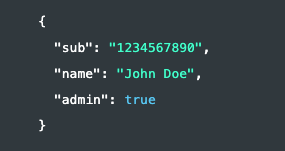 {
  "sub": "1234567890",
  "name": "John Doe",
  "admin": true
}